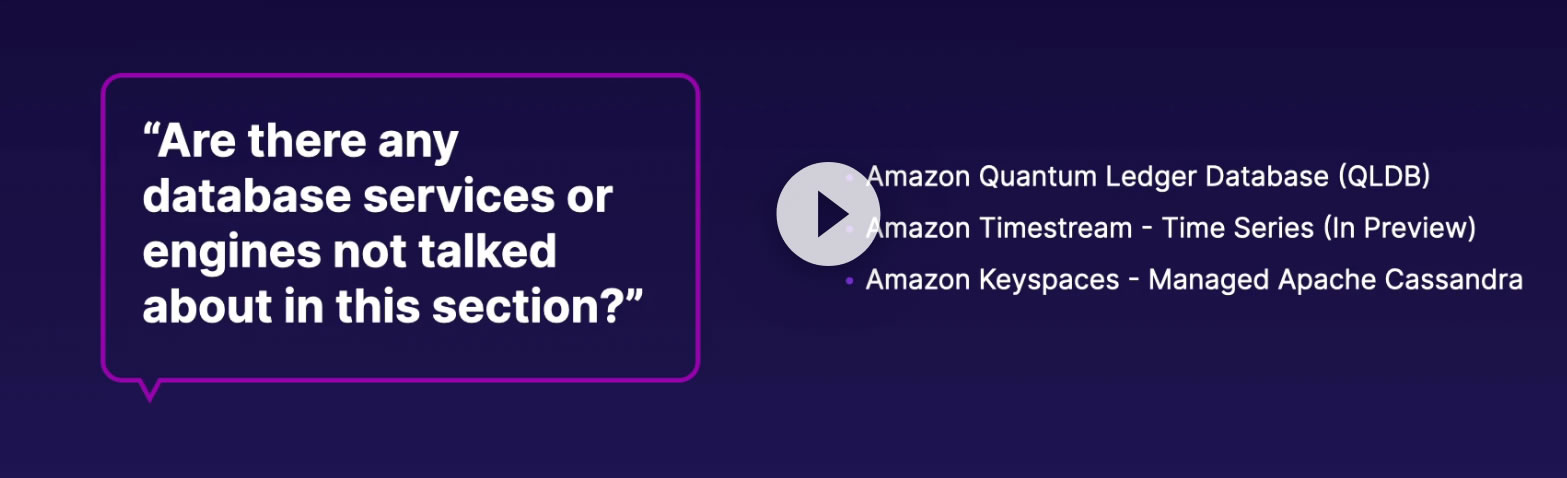 “Are there any
database services or
engines not talked
about in this section?”
• Amazon Quantum Ledger Database (QLDB)
• Amazon Timestream - Time Series (In Preview)
• Amazon Keyspaces - Managed Apache Cassandra